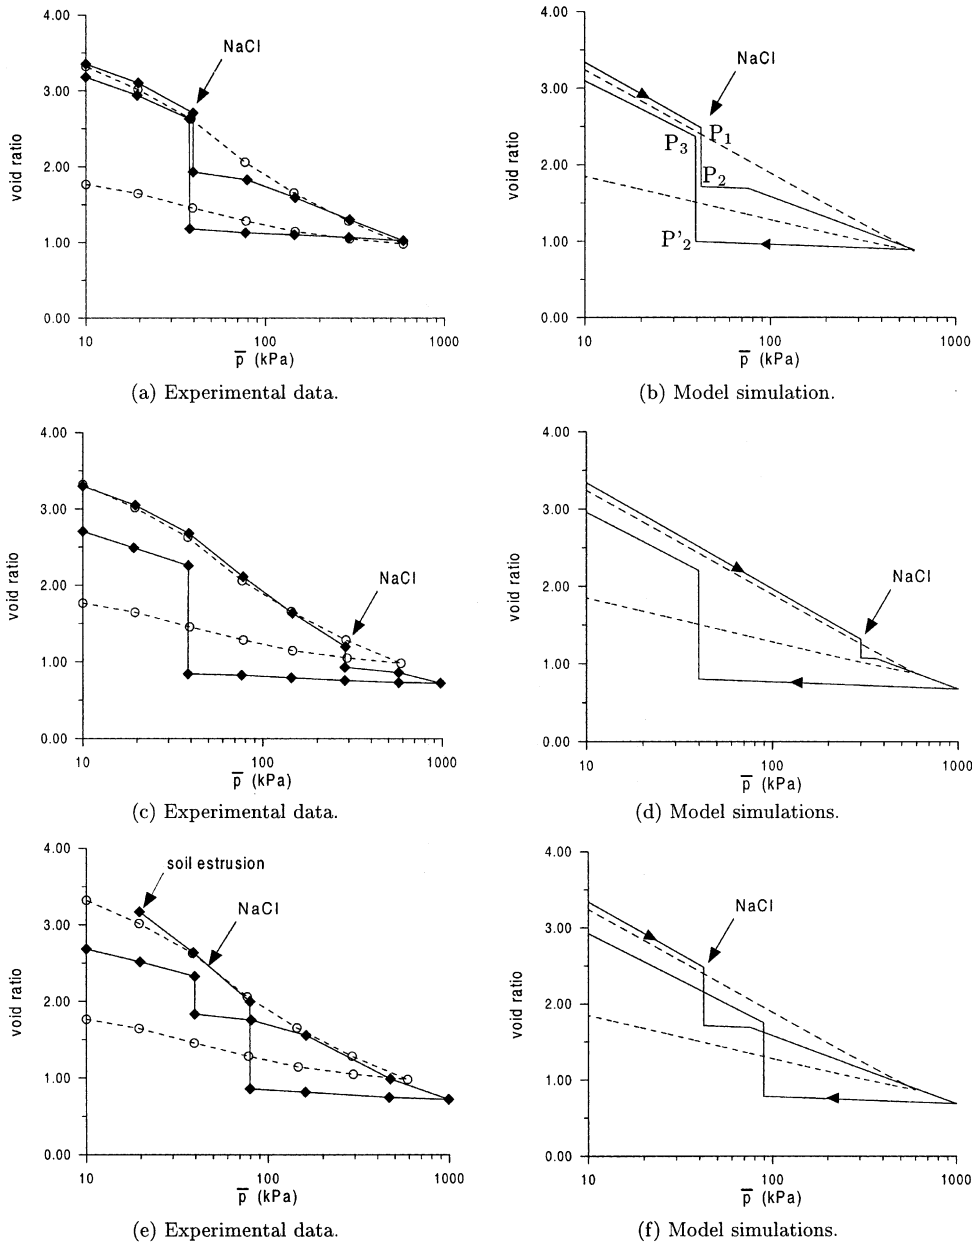 4.00
3.00
2.00
1.00
0.00
void ratio
NaCl
10
100
1000
p̅ (kPa)
(a) Experimental data.
4.00
3.00
2.00
1.00
0.00
void ratio
NaCl
P1
P3
P2
P'2
10
100
1000
p̅ (kPa)
(b) Model simulation.
4.00
3.00
2.00
1.00
0.00
void ratio
NaCl
10
100
1000
p̅ (kPa)
(c) Experimental data.
4.00
3.00
2.00
1.00
0.00
void ratio
NaCl
10
100
1000
p̅ (kPa)
(d) Model simulations.
4.00
3.00
2.00
1.00
0.00
void ratio
soil estrusion
NaCl
10
100
1000
p̅ (kPa)
(e) Experimental data.
4.00
3.00
2.00
1.00
0.00
void ratio
NaCl
10
100
1000
p̅ (kPa)
(f) Model simulations.